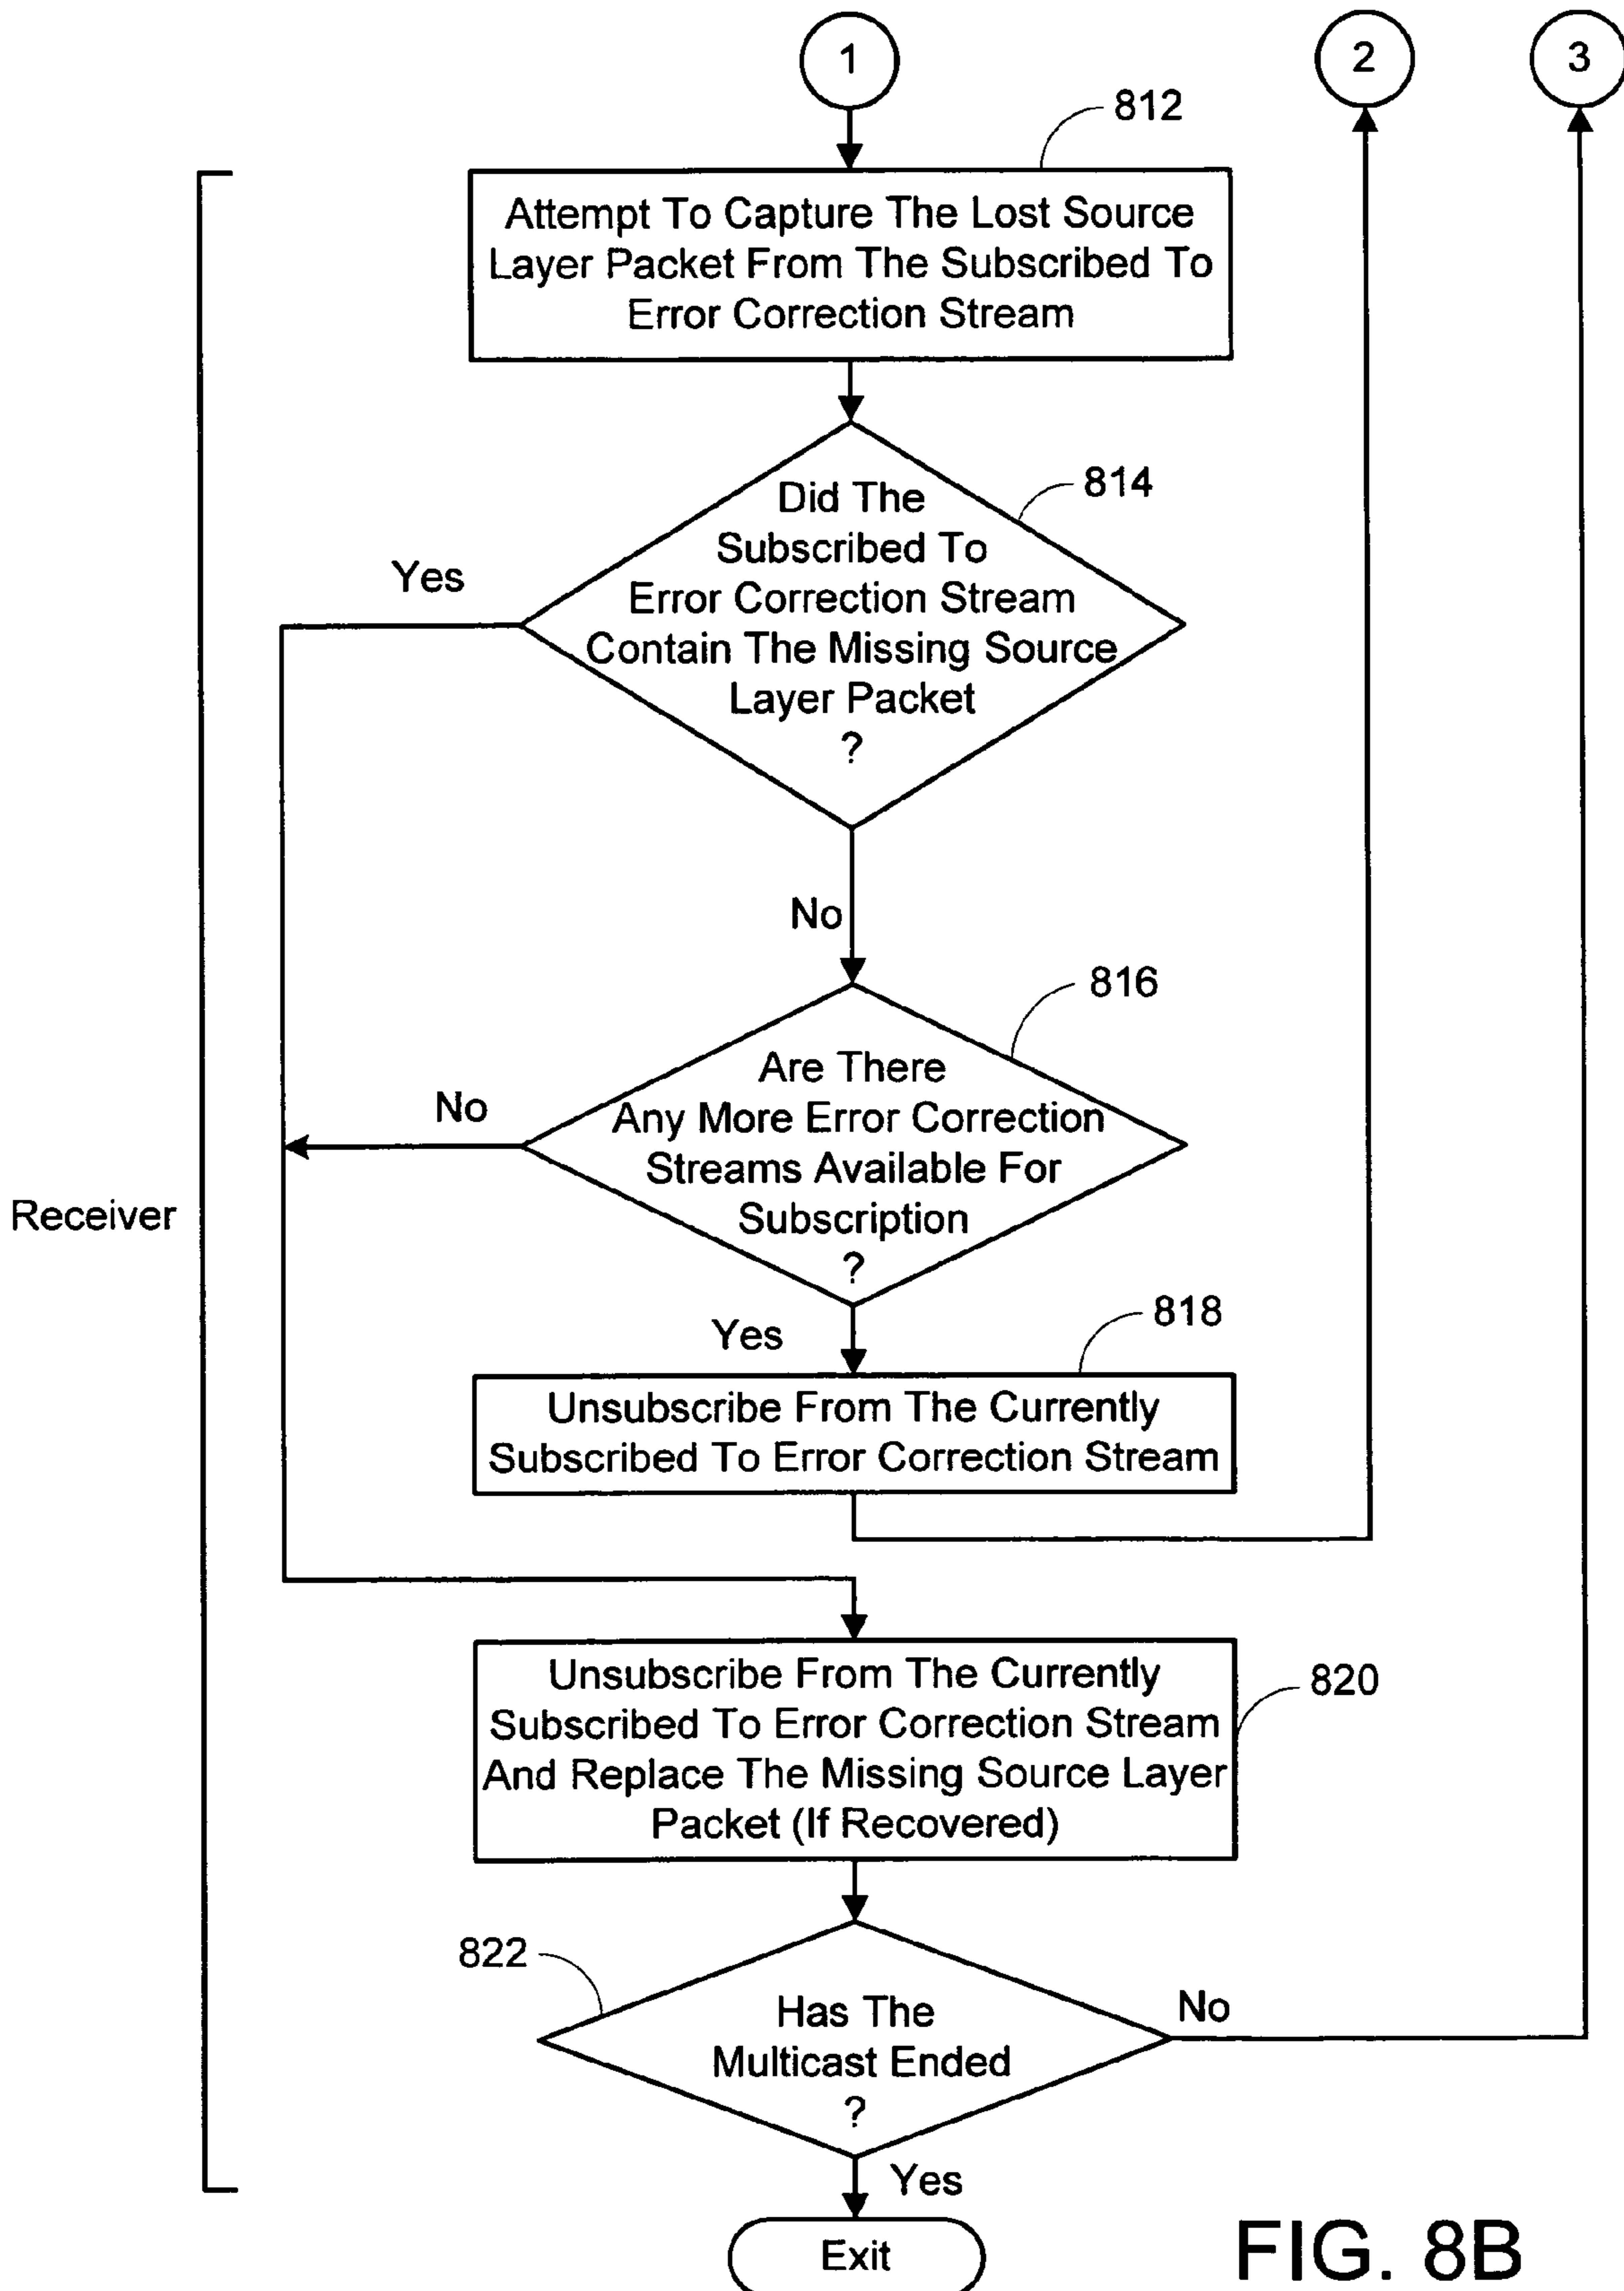 1
2
3
812
Attempt To Capture The Lost Source
Layer Packet From The Subscribed To
Error Correction Stream
814
Did The
Subscribed To
Error Correction Stream
Contain The Missing Source
Layer Packet
?
Yes
No
816
Are There
Any More Error Correction
Streams Available For
Subscription
?
No
Receiver
Yes
818
Unsubscribe From The Currently
Subscribed To Error Correction Stream
820
Unsubscribe From The Currently
Subscribed To Error Correction Stream
And Replace The Missing Source Layer
Packet (If Recovered)
822
Has The
Multicast Ended
?
No
Yes
Exit
FIG. 8B